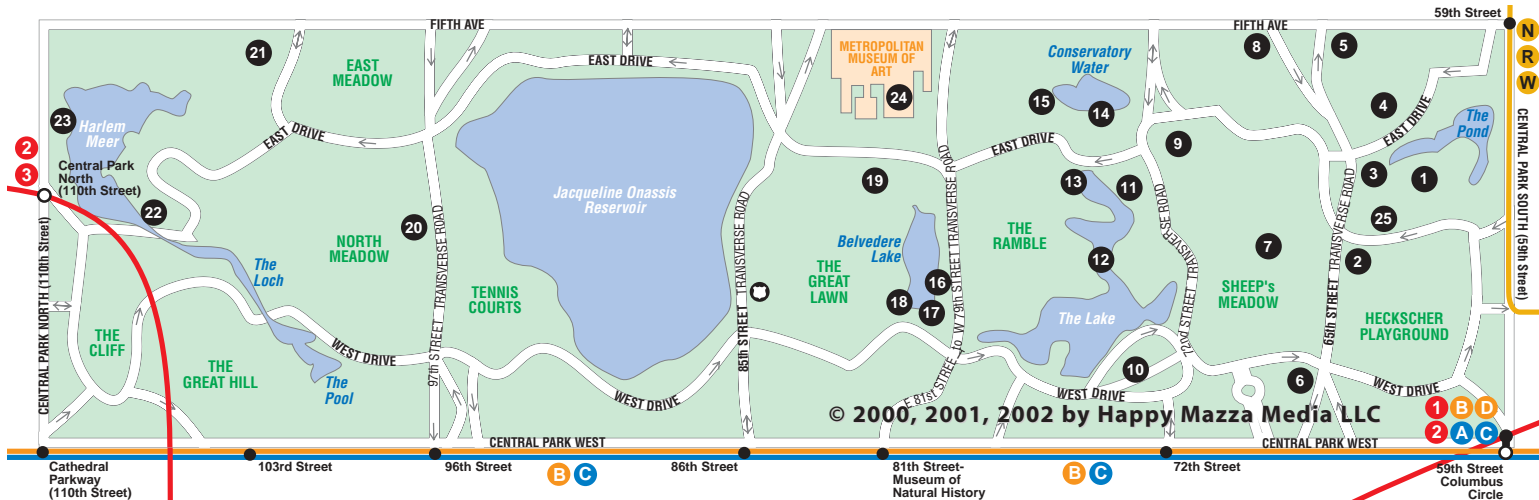 FIFTH AVE
FIFTH AVE
59th Street
N
R
W
21
EAST
MEADOW
EAST DRIVE
METROPOLITAN
MUSEUM OF
ART
24
Conservatory
Water
15
14
8
5
4
EAST DRIVE
The
Pond
CENTRAL PARK SOUTH (59th Street)
23
Harlem
Meer
2
3
Central Park
North
(110th Street)
EAST DRIVE
22
CENTRAL PARK NORTH (110th Street)
20
NORTH
MEADOW
97th STREET TRANSVERSE ROAD
The
Loch
THE
CLIFF
THE
GREAT HILL
The
Pool
WEST DRIVE
TENNIS
COURTS
Jacqueline Onassis
Reservoir
WEST DRIVE
85th STREET TRANSVERSE ROAD
19
THE
GREAT
LAWN
Belvedere
Lake
16
18
17
E 81st STREET to W 79th STREET TRANSVERSE ROAD
EAST DRIVE
THE
RAMBLE
13
11
12
The Lake
9
72nd STREET TRANSVERSE ROAD
10
WEST DRIVE
7
SHEEP's
MEADOW
6
65th STREET TRANSVERSE ROAD
3
1
25
2
HECKSCHER
PLAYGROUND
WEST DRIVE
© 2000, 2001, 2002 by Happy Mazza Media LLC
1 B D
2 A C
CENTRAL PARK WEST
CENTRAL PARK WEST
Cathedral
Parkway
(110th Street)
103rd Street
96th Street
B C
86th Street
81th Street-
Museum of
Natural History
B C
72th Street
59th Street
Columbus
Circle